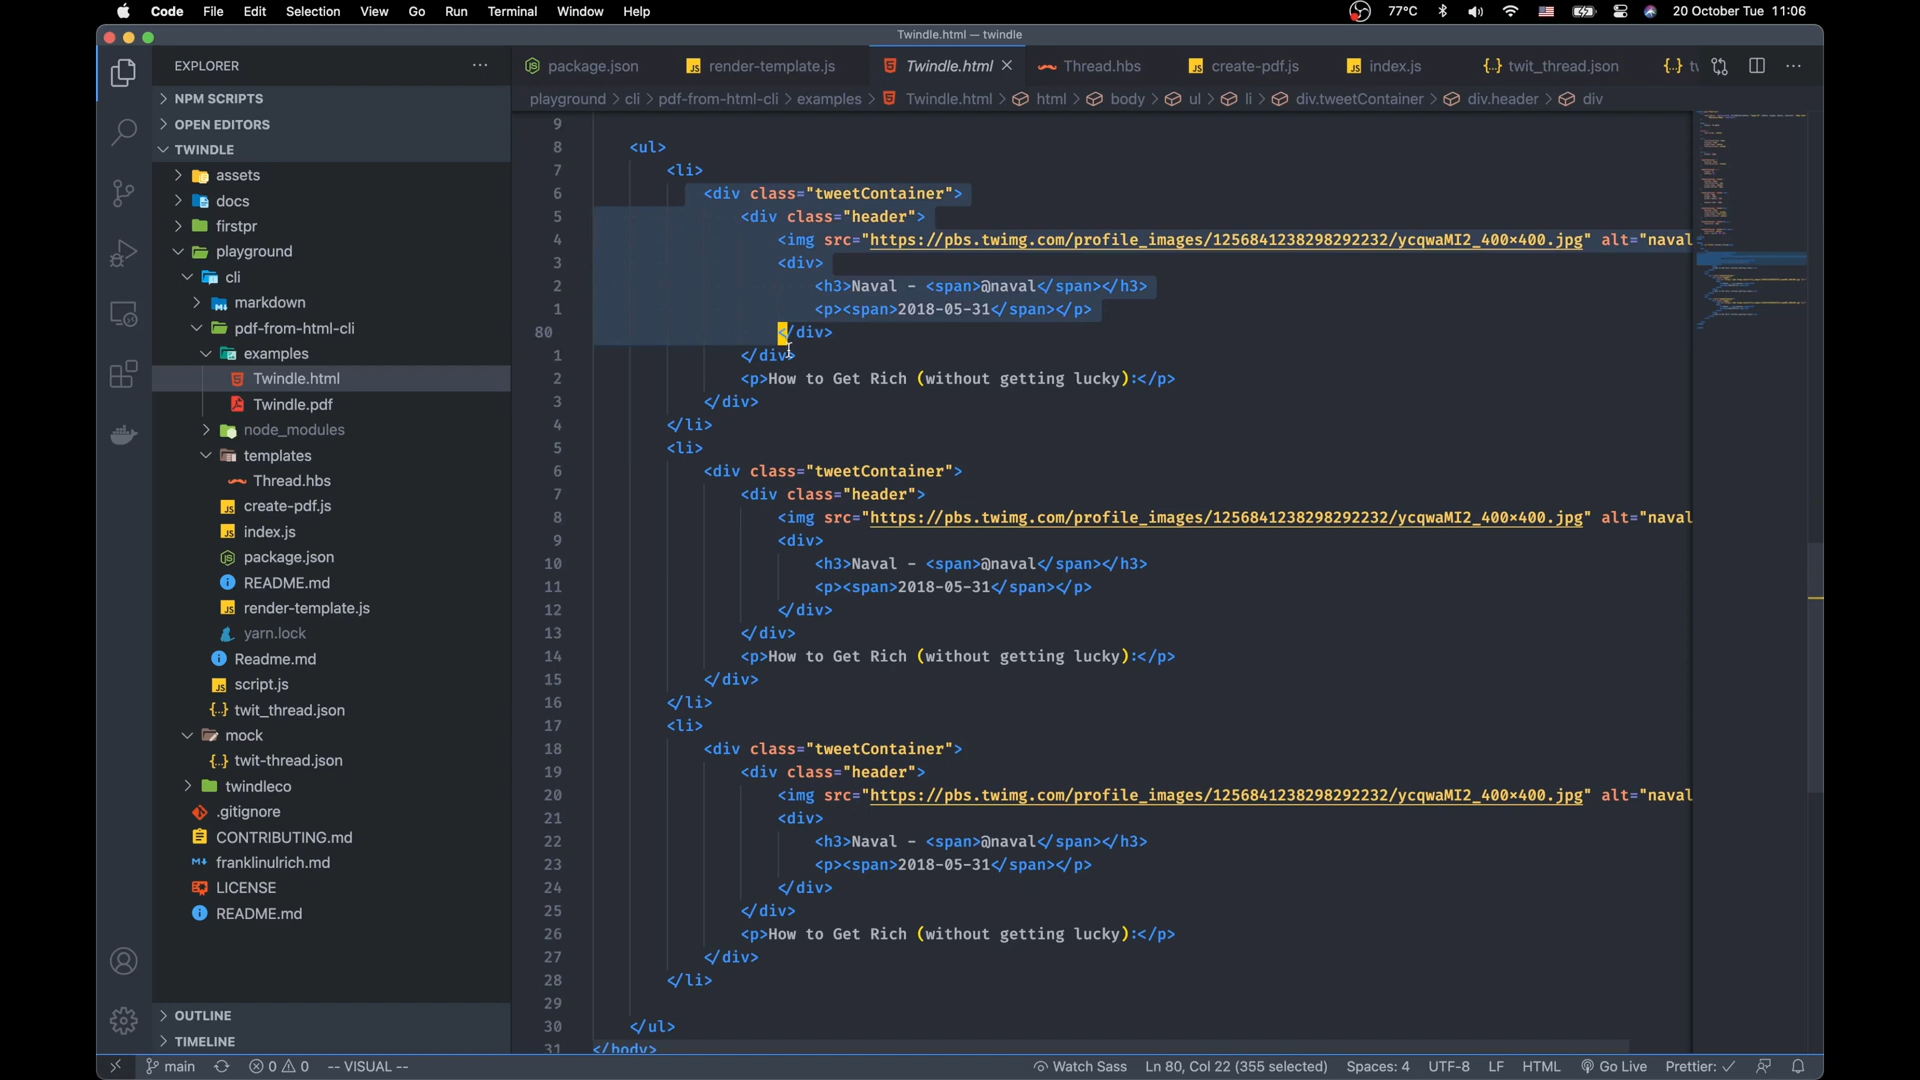 Code File Edit Selection View Go Run Terminal Window Help 77°C 20 October Tue 11:06
Twindle.html — twindle
EXPLORER
package.json render-template.js Twindle.html Thread.hbs create-pdf.js index.js twit_thread.json
playground > cli > pdf-from-html-cli > examples > Twindle.html > html > body > ul > li > div.tweetContainer > div.header > div
NPM SCRIPTS
OPEN EDITORS
TWINDLE
assets
docs
firstpr
playground
cli
markdown
pdf-from-html-cli
examples
Twindle.html
Twindle.pdf
node_modules
templates
Thread.hbs
create-pdf.js
index.js
package.json
README.md
render-template.js
yarn.lock
Readme.md
script.js
twit_thread.json
mock
twit-thread.json
twindleco
.gitignore
CONTRIBUTING.md
franklinulrich.md
LICENSE
README.md
OUTLINE
TIMELINE
9
8 <ul>
7 <li>
6 <div class="tweetContainer">
5 <div class="header">
4 <img src="https://pbs.twimg.com/profile_images/1256841238298292232/ycqwaMI2_400x400.jpg" alt="naval
3 <div>
2 <h3>Naval - <span>@naval</span></h3>
1 <p><span>2018-05-31</span></p>
80 </div>
1 </div>
2 <p>How to Get Rich (without getting lucky):</p>
3 </div>
4 </li>
5 <li>
6 <div class="tweetContainer">
7 <div class="header">
8 <img src="https://pbs.twimg.com/profile_images/1256841238298292232/ycqwaMI2_400x400.jpg" alt="naval
9 <div>
10 <h3>Naval - <span>@naval</span></h3>
11 <p><span>2018-05-31</span></p>
12 </div>
13 </div>
14 <p>How to Get Rich (without getting lucky):</p>
15 </div>
16 </li>
17 <li>
18 <div class="tweetContainer">
19 <div class="header">
20 <img src="https://pbs.twimg.com/profile_images/1256841238298292232/ycqwaMI2_400x400.jpg" alt="naval
21 <div>
22 <h3>Naval - <span>@naval</span></h3>
23 <p><span>2018-05-31</span></p>
24 </div>
25 </div>
26 <p>How to Get Rich (without getting lucky):</p>
27 </div>
28 </li>
29
30 </ul>
31 </body>
main 0 0 -- VISUAL -- Watch Sass Ln 80, Col 22 (355 selected) Spaces: 4 UTF-8 LF HTML Go Live Prettier: ✓